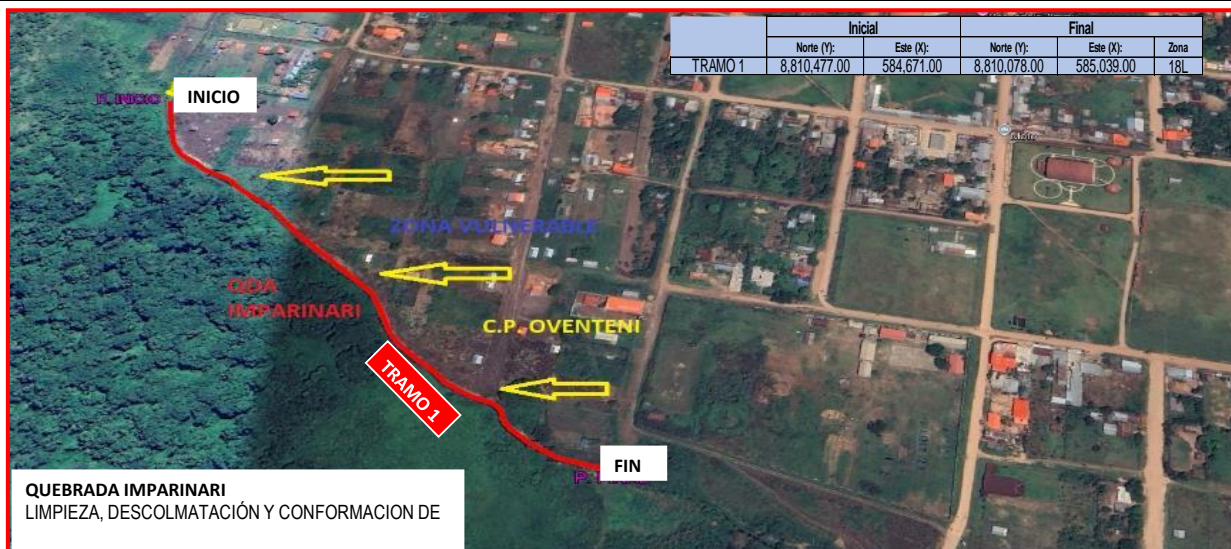 Inicial Final
Norte (Y): Este (X): Norte (Y): Este (X): Zona
TRAMO 1 8,810,477.00 584,671.00 8,810,078.00 585,039.00 18L
P. INICIO INICIO
ZONA VULNERABLE
QDA
IMPARINARI
C.P. OVENTENI
TRAMO 1
FIN
QUEBRADA IMPARINARI
LIMPIEZA, DESCOLMATACIÓN Y CONFORMACION DE